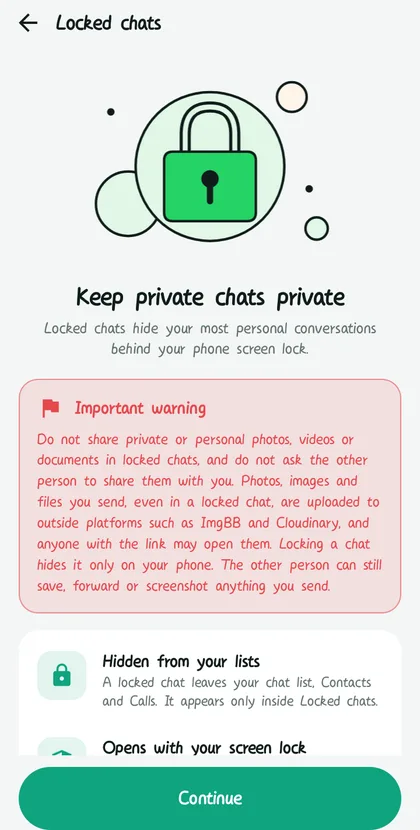 Locked chats
Keep private chats private
Locked chats hide your most personal conversations
behind your phone screen lock.
Important warning
Do not share private or personal photos, videos or
documents in locked chats, and do not ask the other
person to share them with you. Photos, images and
files you send, even in a locked chat, are uploaded to
outside platforms such as ImgBB and Cloudinary, and
anyone with the link may open them. Locking a chat
hides it only on your phone. The other person can still
save, forward or screenshot anything you send.
Hidden from your lists
A locked chat leaves your chat list, Contacts
and Calls. It appears only inside Locked chats.
Opens with your screen lock
Continue